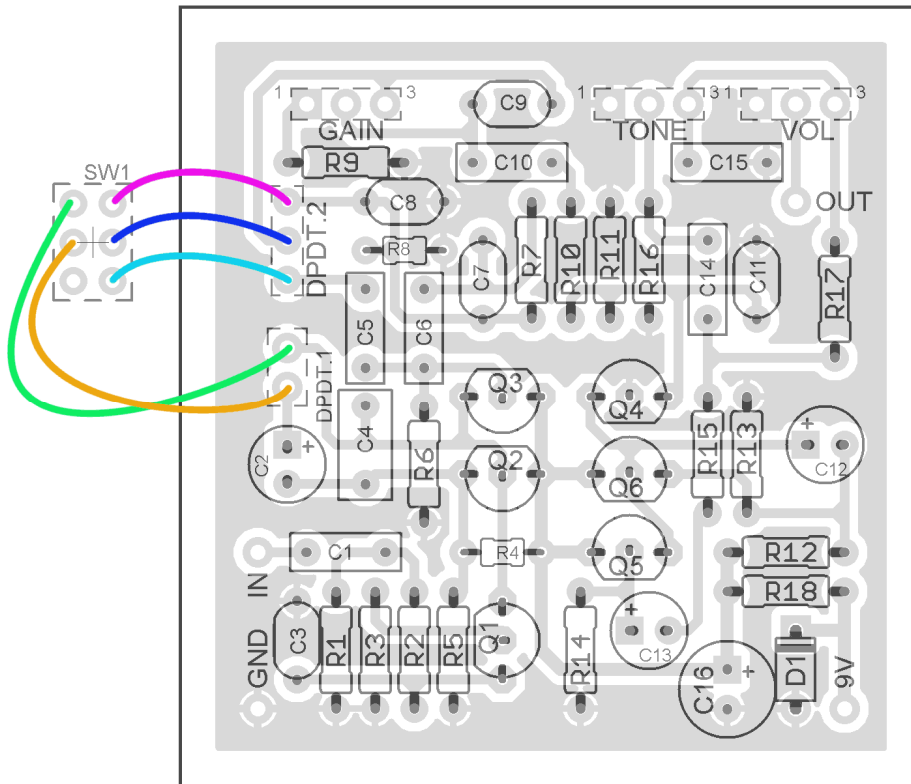 1 3 1 3 1 3
C9
GAIN TONE VOL
R9 C10 C15
SW1
C8 OUT
DPDT.2
R8
C7 R7 R10 R11 R16 C14 C11 R17
C5 C6
DPDT.1
Q3 Q4
C4 R6 R15 R13
C2 + Q2 Q6 + C12
IN C1 R4 Q5 R12
R18
GND C3 R1 R3 R2 R5 Q1 R14 + C13
C16 + D1 9V